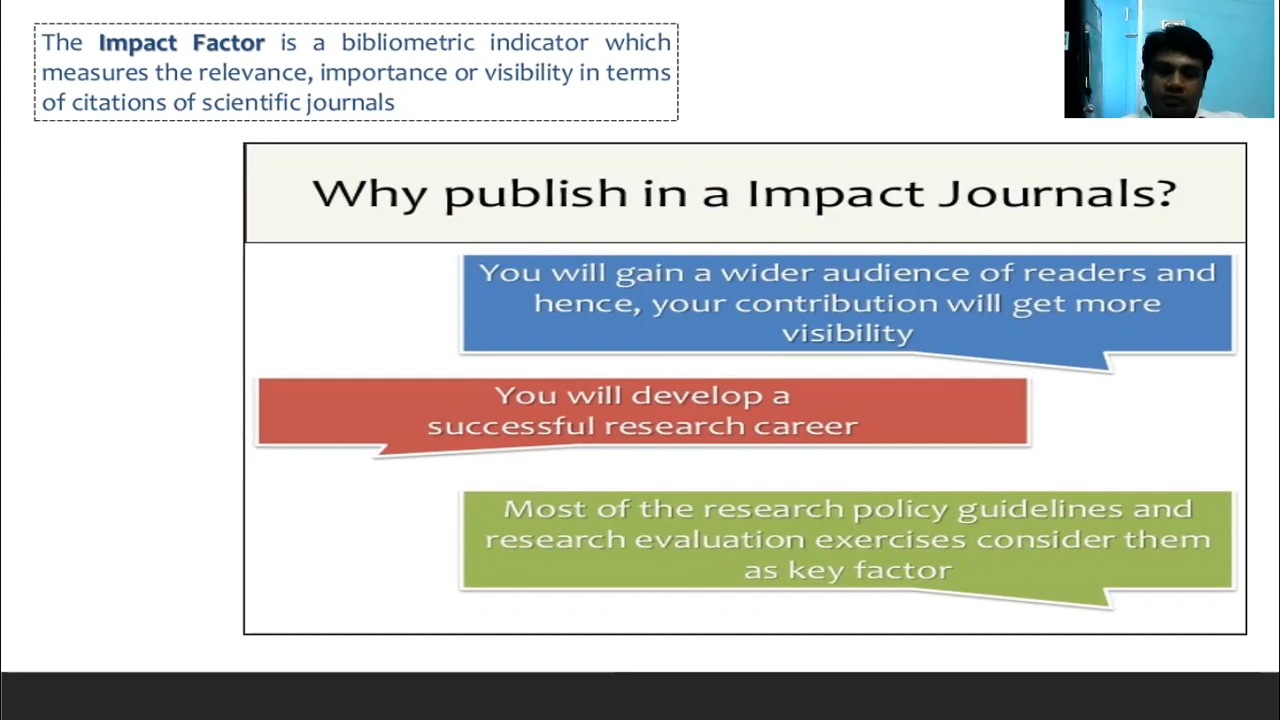 The Impact Factor is a bibliometric indicator which
measures the relevance, importance or visibility in terms
of citations of scientific journals
Why publish in a Impact Journals?
You will gain a wider audience of readers and
hence, your contribution will get more
visibility
You will develop a
successful research career
Most of the research policy guidelines and
research evaluation exercises consider them
as key factor